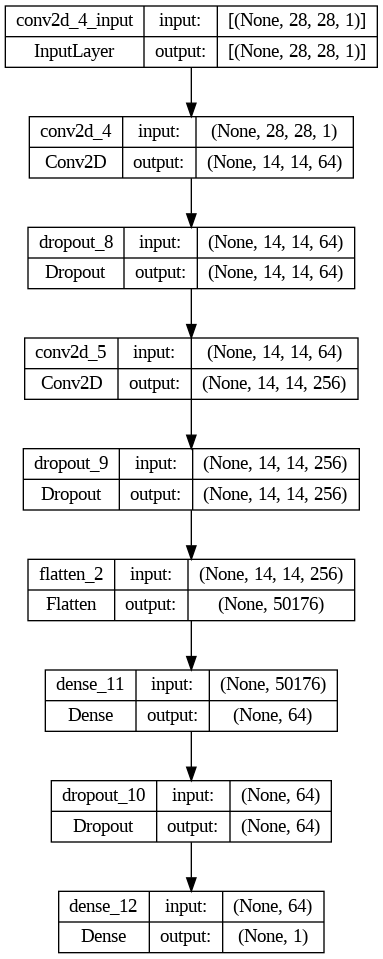 conv2d_4_input input: [(None, 28, 28, 1)]
InputLayer output: [(None, 28, 28, 1)]
conv2d_4 input: (None, 28, 28, 1)
Conv2D output: (None, 14, 14, 64)
dropout_8 input: (None, 14, 14, 64)
Dropout output: (None, 14, 14, 64)
conv2d_5 input: (None, 14, 14, 64)
Conv2D output: (None, 14, 14, 256)
dropout_9 input: (None, 14, 14, 256)
Dropout output: (None, 14, 14, 256)
flatten_2 input: (None, 14, 14, 256)
Flatten output: (None, 50176)
dense_11 input: (None, 50176)
Dense output: (None, 64)
dropout_10 input: (None, 64)
Dropout output: (None, 64)
dense_12 input: (None, 64)
Dense output: (None, 1)